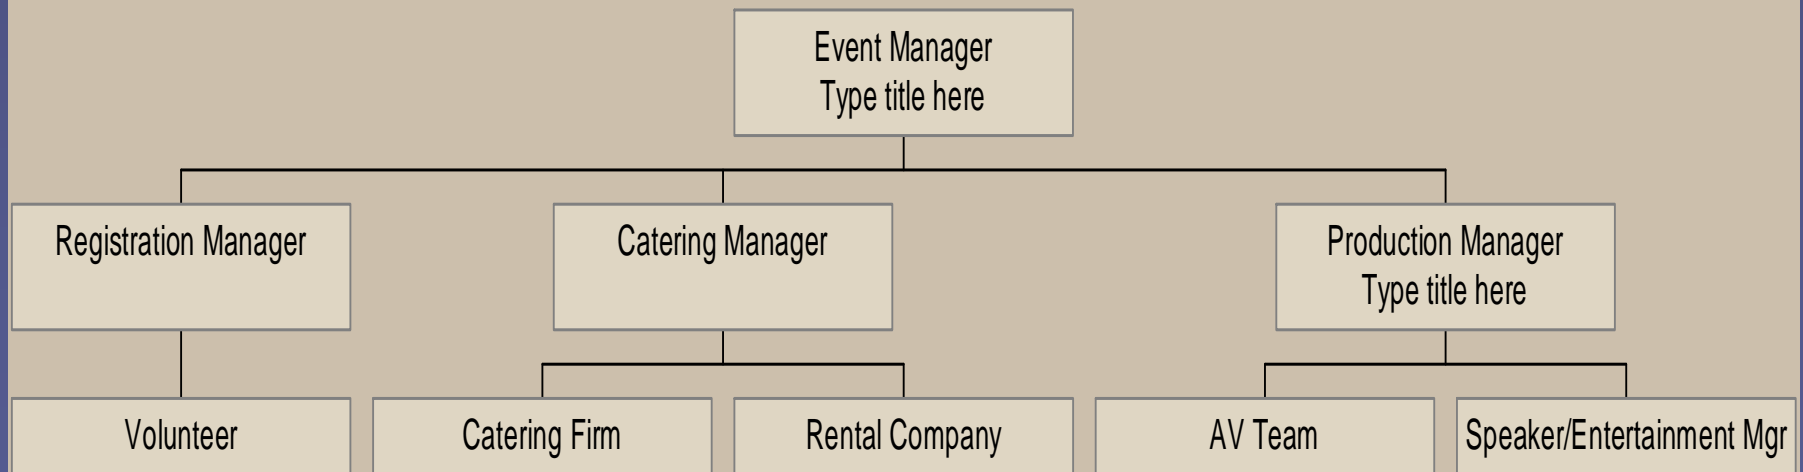 Event Manager
Type title here
Registration Manager
Catering Manager
Production Manager
Type title here
Volunteer
Catering Firm
Rental Company
AV Team
Speaker/Entertainment Mgr